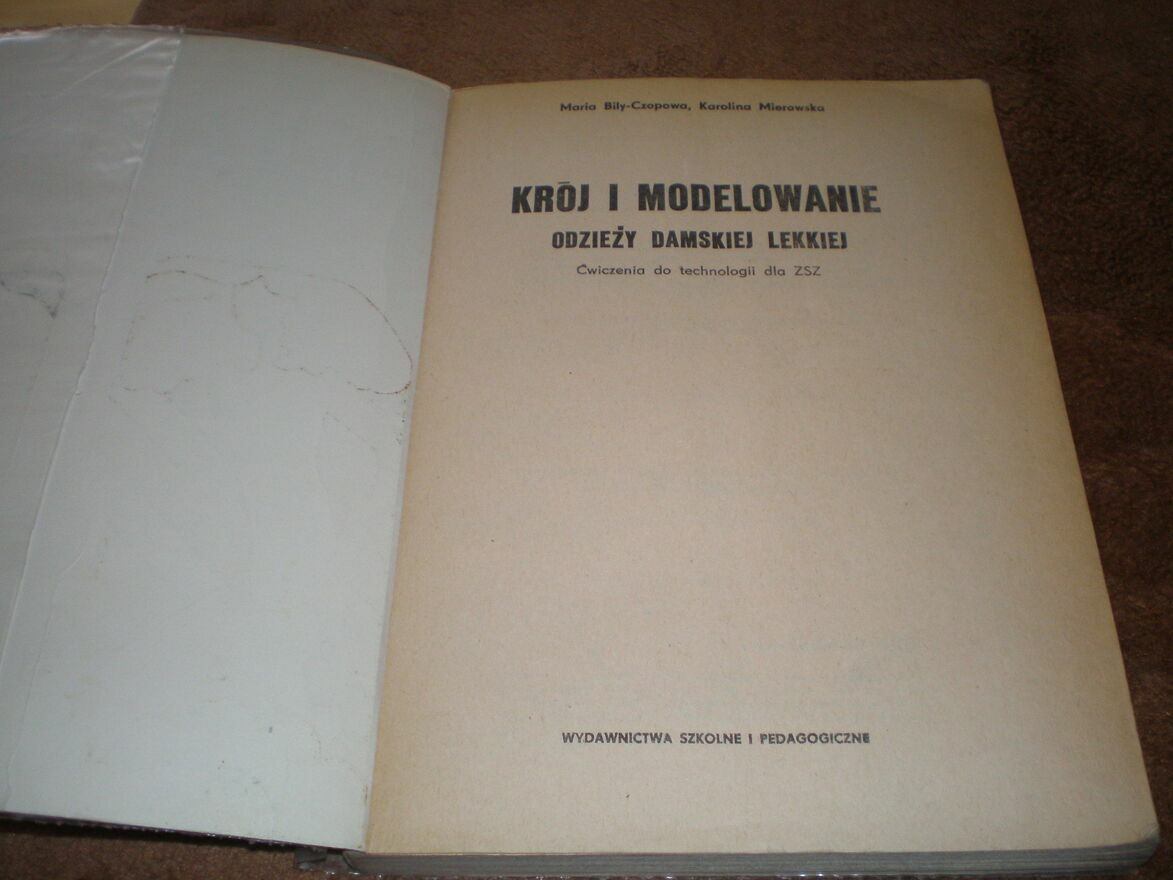 Maria Bily-Czopowa, Karolina Mierowska
KRÓJ I MODELOWANIE
ODZIEŻY DAMSKIEJ LEKKIEJ
Ćwiczenia do technologii dla ZSZ
WYDAWNICTWA SZKOLNE I PEDAGOGICZNE